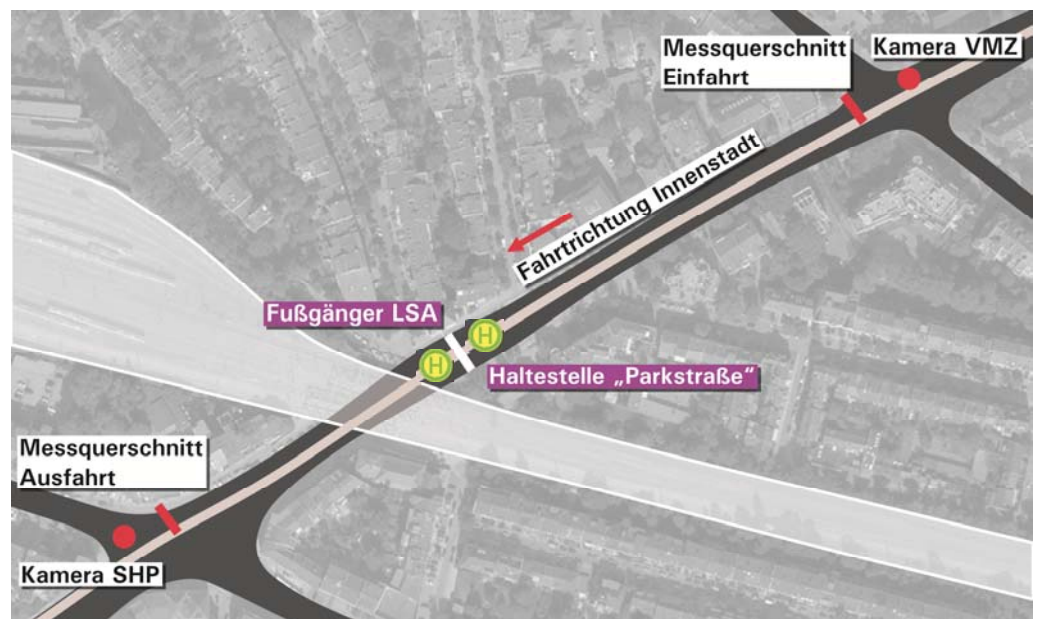 Messquerschnitt
Einfahrt
Kamera VMZ
Fahrtrichtung Innenstadt
Fußgänger LSA
H
H
Haltestelle „Parkstraße“
Messquerschnitt
Ausfahrt
Kamera SHP